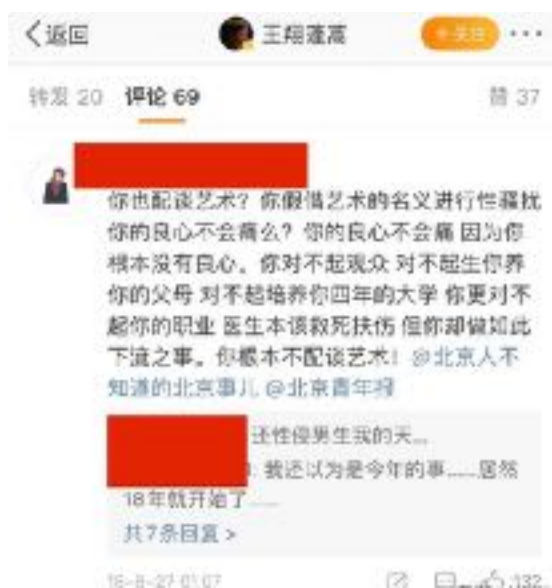 返回
王翔蓬蒿
+关注
转发 20 评论 69
赞 37
你也配谈艺术？你假借艺术的名义进行性骚扰
你的良心不会痛么？你的良心不会痛 因为你
根本没有良心。你对不起观众 对不起生你养
你的父母 对不起培养你四年的大学 你更对不
起你的职业 医生本该救死扶伤 但你却做如此
下流之事。你根本不配谈艺术！@北京人不
知道的北京事儿 @北京青年报
还性侵男生我的天…
: 我还以为是今年的事……居然
18年就开始了……
共7条回复 >
18-8-27 01:07
132